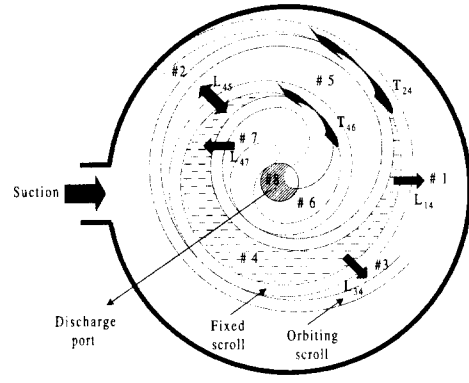 # 2
L45
# 5
T24
# 7
T46
L47
# 8
# 6
# 1
L14
Suction
# 4
# 3
L34
Discharge
port
Fixed
scroll
Orbiting
scroll